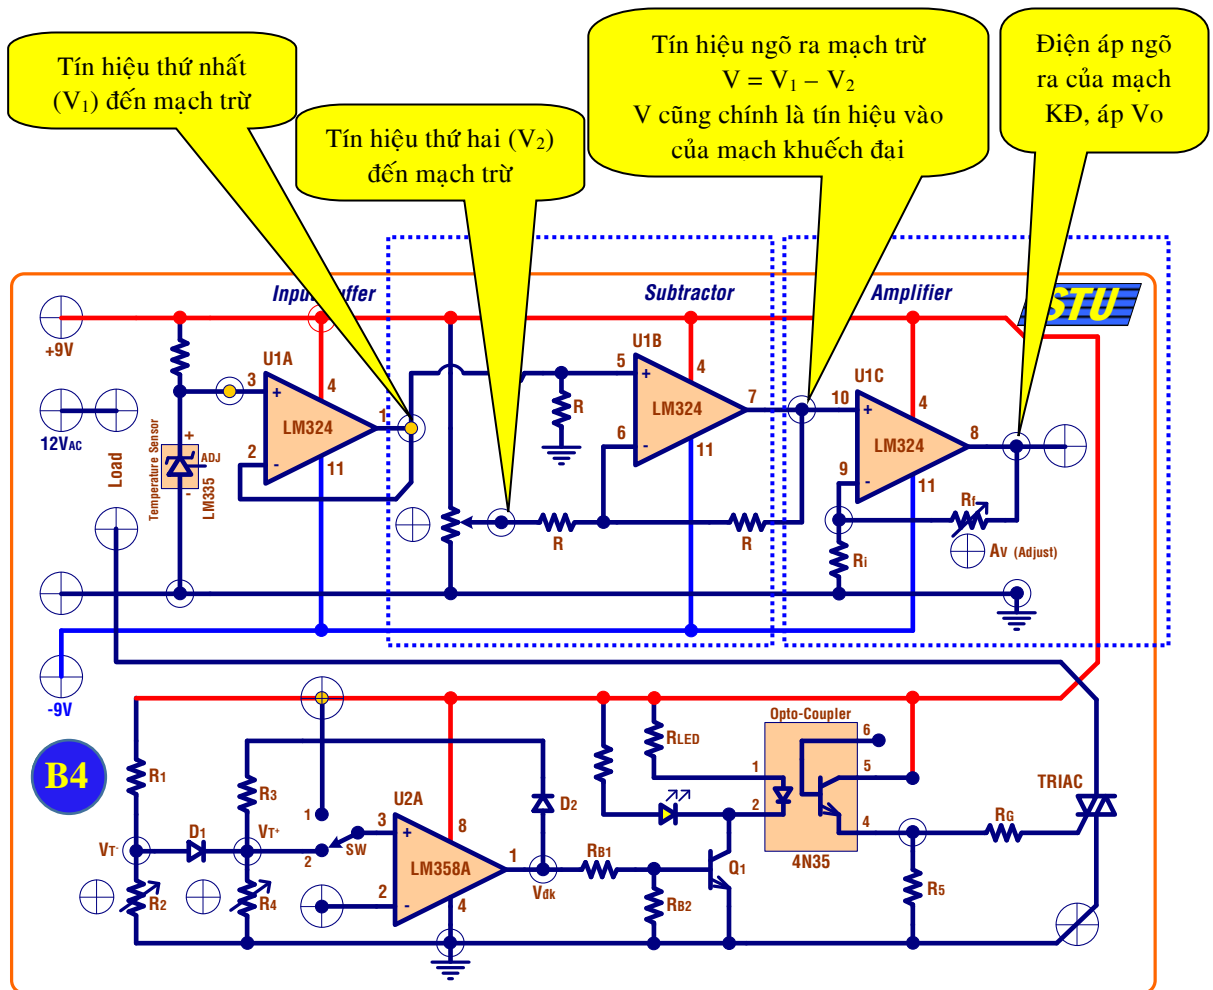 Tín hiệu thứ nhất
(V1) đến mạch trừ
Tín hiệu thứ hai (V2)
đến mạch trừ
Tín hiệu ngõ ra mạch trừ
V = V1 – V2
V cũng chính là tín hiệu vào
của mạch khuếch đại
Điện áp ngõ
ra của mạch
KĐ, áp Vo
Subtractor
Amplifier
STU
+9V
12VAC
Load
Temperature Sensor
LM335
ADJ
+
-
U1A
3
+
2
-
LM324
4
1
11
U1B
5
+
6
-
LM324
4
7
11
R
R
R
U1C
10
+
9
-
LM324
4
8
11
Rf
Ri
AV (Adjust)
-9V
B4
R1
R3
D1
VT-
VT+
R2
R4
1
2
SW
U2A
3
+
2
-
LM358A
8
1
4
D2
Vdk
RB1
RB2
Q1
RLED
Opto-Coupler
1
2
6
5
4
4N35
R5
RG
TRIAC